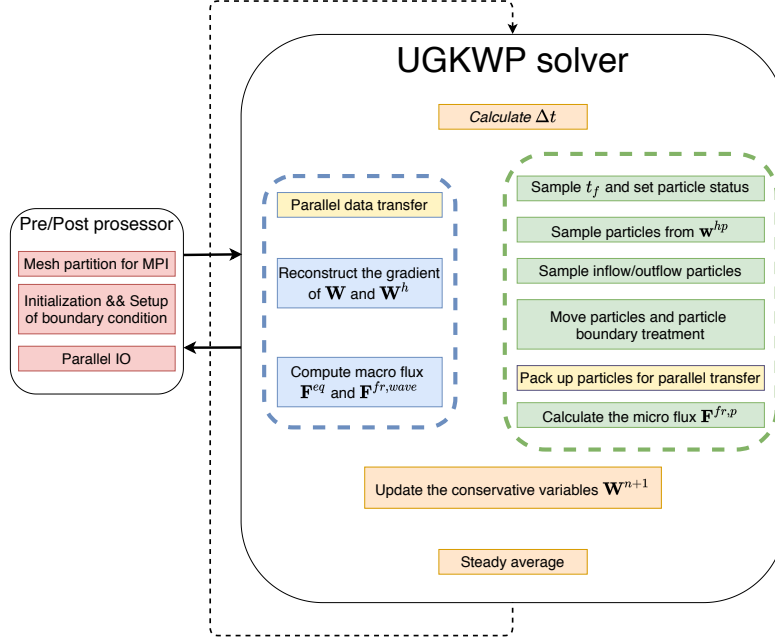 UGKWP solver
Calculate Δt
Pre/Post prosessor
Mesh partition for MPI
Initialization && Setup
of boundary condition
Parallel IO
Parallel data transfer
Reconstruct the gradient
of W and W^h
Compute macro flux
F^{eq} and F^{fr,wave}
Sample t_f and set particle status
Sample particles from w^{hp}
Sample inflow/outflow particles
Move particles and particle
boundary treatment
Pack up particles for parallel transfer
Calculate the micro flux F^{fr,p}
Update the conservative variables W^{n+1}
Steady average